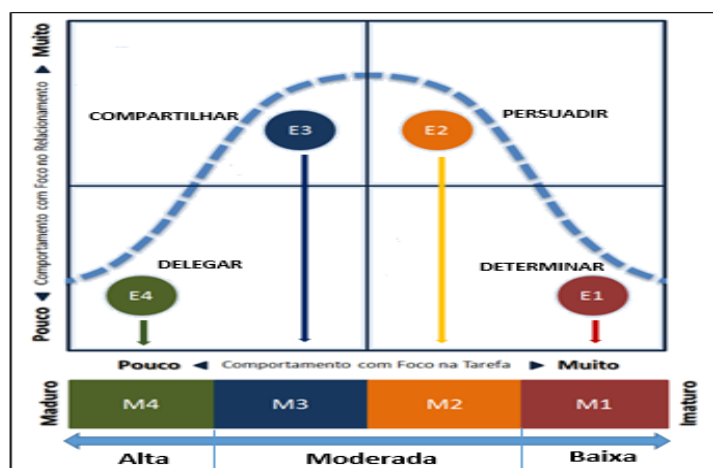 Muito
Comportamento com Foco no Relacionamento
Pouco
COMPARTILHAR
PERSUADIR
E3
E2
DELEGAR
DETERMINAR
E4
E1
Pouco Comportamento com Foco na Tarefa Muito
Maduro
M4 M3 M2 M1
Imaturo
Alta Moderada Baixa